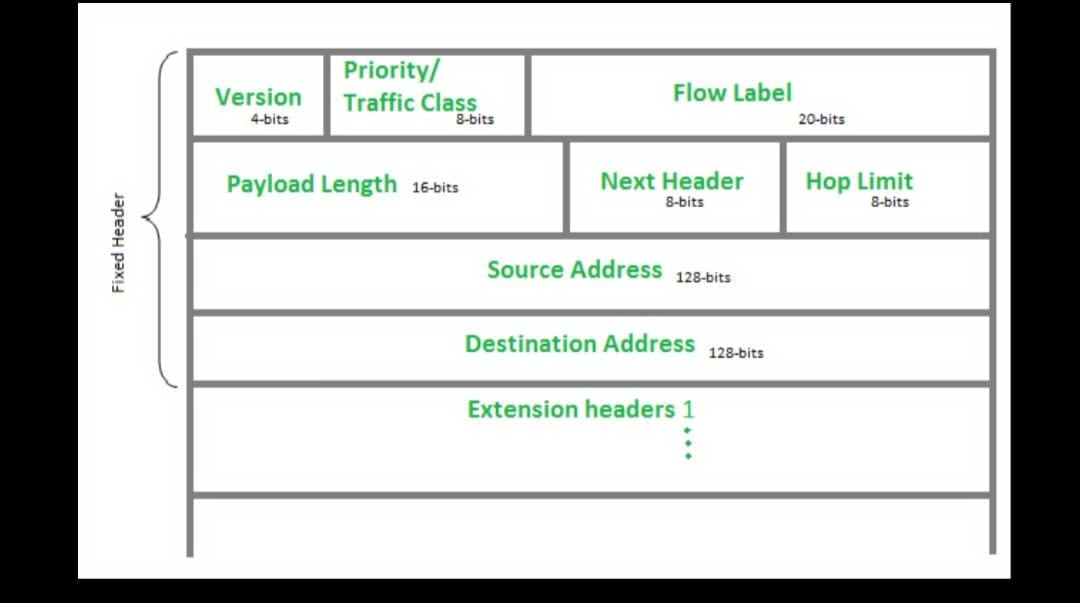 Fixed Header
Version
4-bits
Priority/
Traffic Class
8-bits
Flow Label
20-bits
Payload Length 16-bits
Next Header
8-bits
Hop Limit
8-bits
Source Address 128-bits
Destination Address 128-bits
Extension headers 1